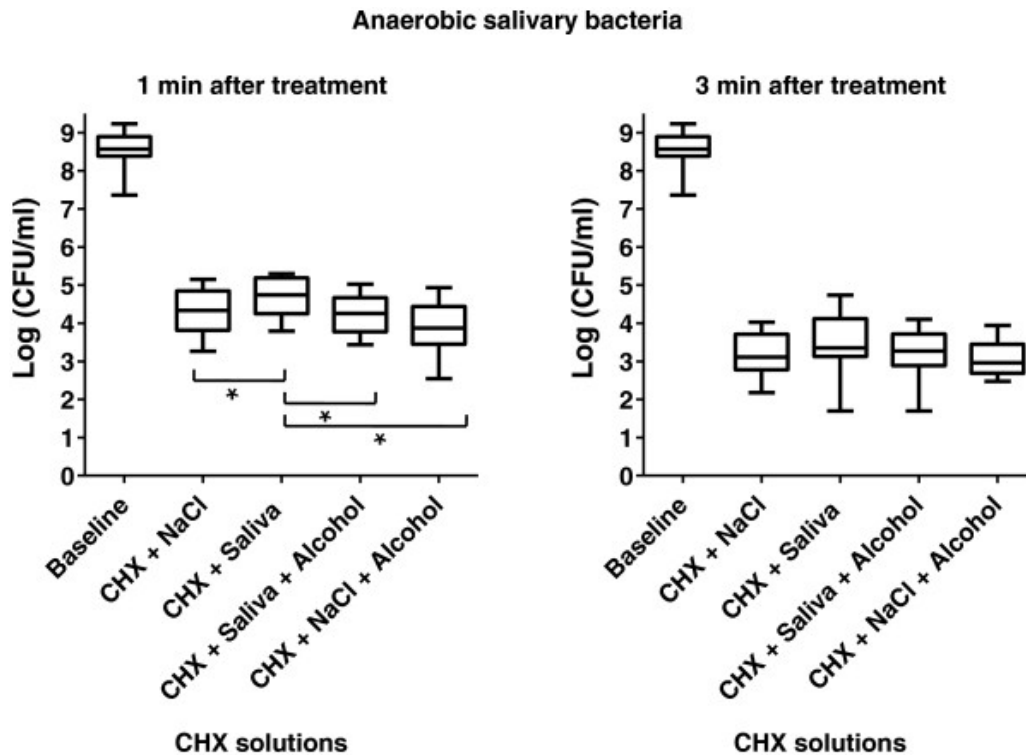 Anaerobic salivary bacteria
1 min after treatment
Log (CFU/ml)
9
8
7
6
5
4
3
2
1
0
*
*
*
Baseline
CHX + NaCl
CHX + Saliva
CHX + Saliva + Alcohol
CHX + NaCl + Alcohol
CHX solutions
3 min after treatment
Log (CFU/ml)
9
8
7
6
5
4
3
2
1
0
Baseline
CHX + NaCl
CHX + Saliva
CHX + Saliva + Alcohol
CHX + NaCl + Alcohol
CHX solutions